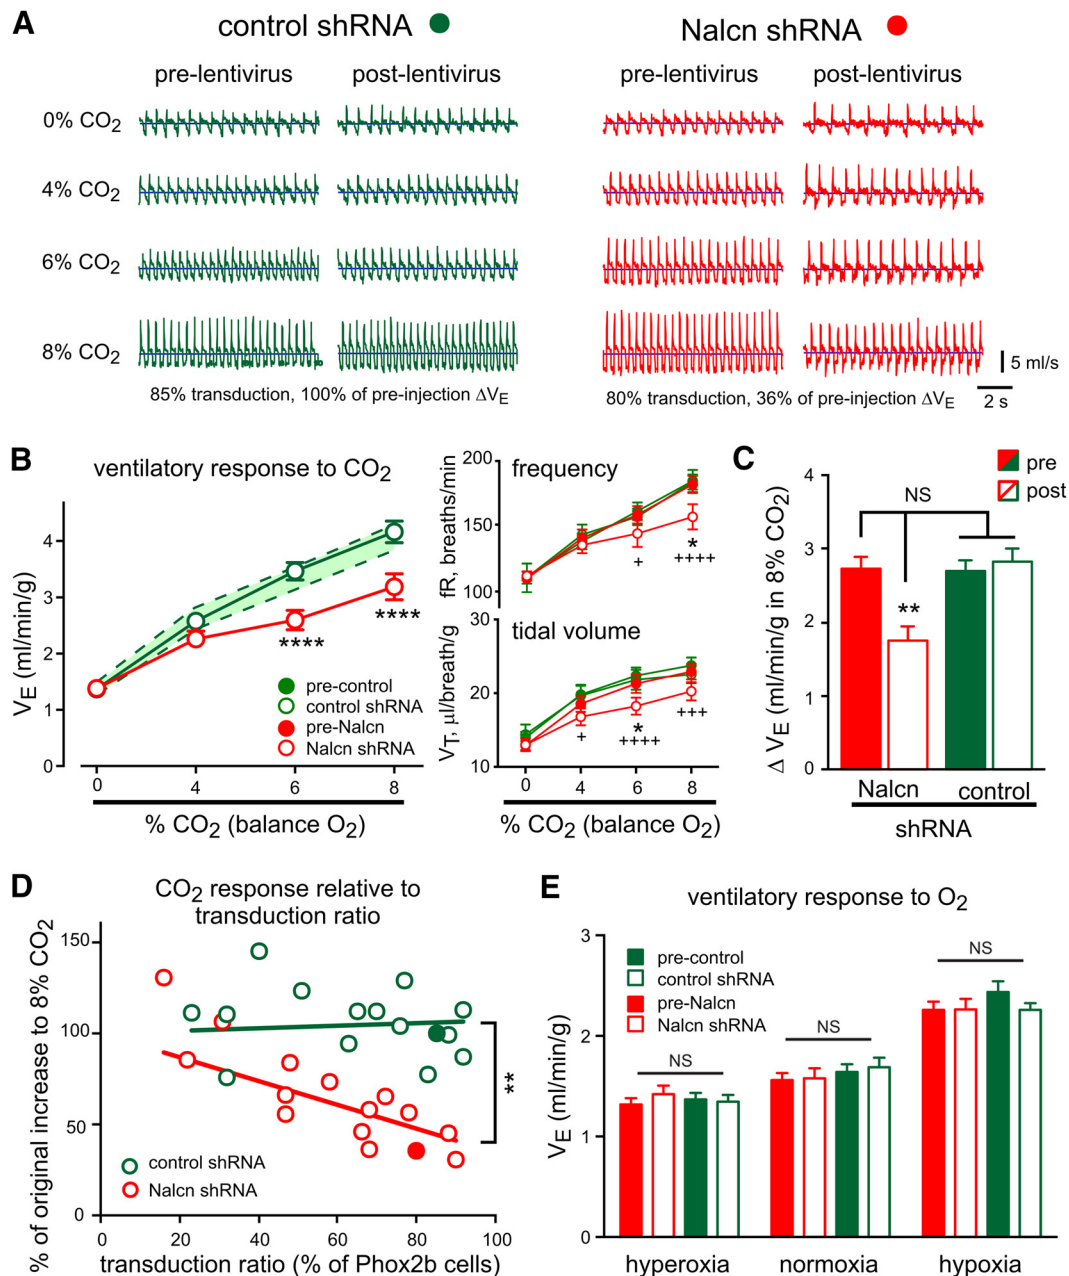 A
control shRNA
Nalcn shRNA
pre-lentivirus
post-lentivirus
pre-lentivirus
post-lentivirus
0% CO2
4% CO2
6% CO2
8% CO2
5 ml/s
2 s
85% transduction, 100% of pre-injection ΔVE
80% transduction, 36% of pre-injection ΔVE
B
ventilatory response to CO2
VE (ml/min/g)
4
3
2
1
0
****
****
pre-control
control shRNA
pre-Nalcn
Nalcn shRNA
0
4
6
8
% CO2 (balance O2)
frequency
fR, breaths/min
200
150
100
+
*
++++
tidal volume
VT, µl/breath/g
30
20
10
+
*
++++
+++
0
4
6
8
% CO2 (balance O2)
C
pre
post
NS
**
Δ VE (ml/min/g in 8% CO2)
4
3
2
1
0
Nalcn
control
shRNA
D
CO2 response relative to
transduction ratio
% of original increase to 8% CO2
150
100
50
0
**
control shRNA
Nalcn shRNA
0
20
40
60
80
100
transduction ratio (% of Phox2b cells)
E
ventilatory response to O2
VE (ml/min/g)
3
2
1
0
pre-control
control shRNA
pre-Nalcn
Nalcn shRNA
NS
NS
NS
hyperoxia
normoxia
hypoxia